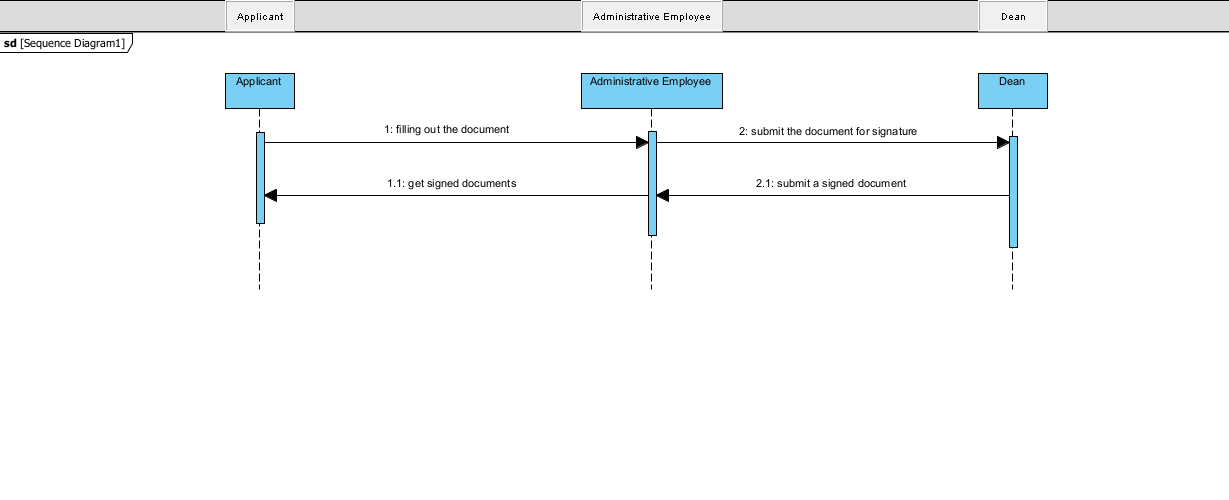 Applicant
Administrative Employee
Dean
sd [Sequence Diagram1]
Applicant
Administrative Employee
Dean
1: filling out the document
2: submit the document for signature
1.1: get signed documents
2.1: submit a signed document